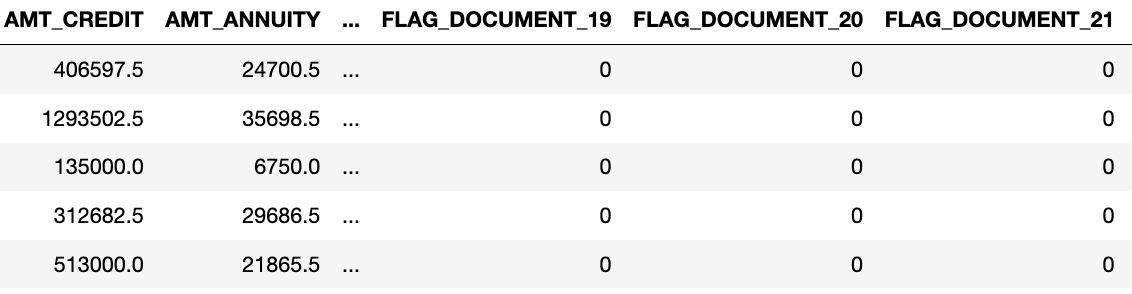 AMT_CREDIT AMT_ANNUITY ... FLAG_DOCUMENT_19 FLAG_DOCUMENT_20 FLAG_DOCUMENT_21
406597.5 24700.5 ... 0 0 0
1293502.5 35698.5 ... 0 0 0
135000.0 6750.0 ... 0 0 0
312682.5 29686.5 ... 0 0 0
513000.0 21865.5 ... 0 0 0